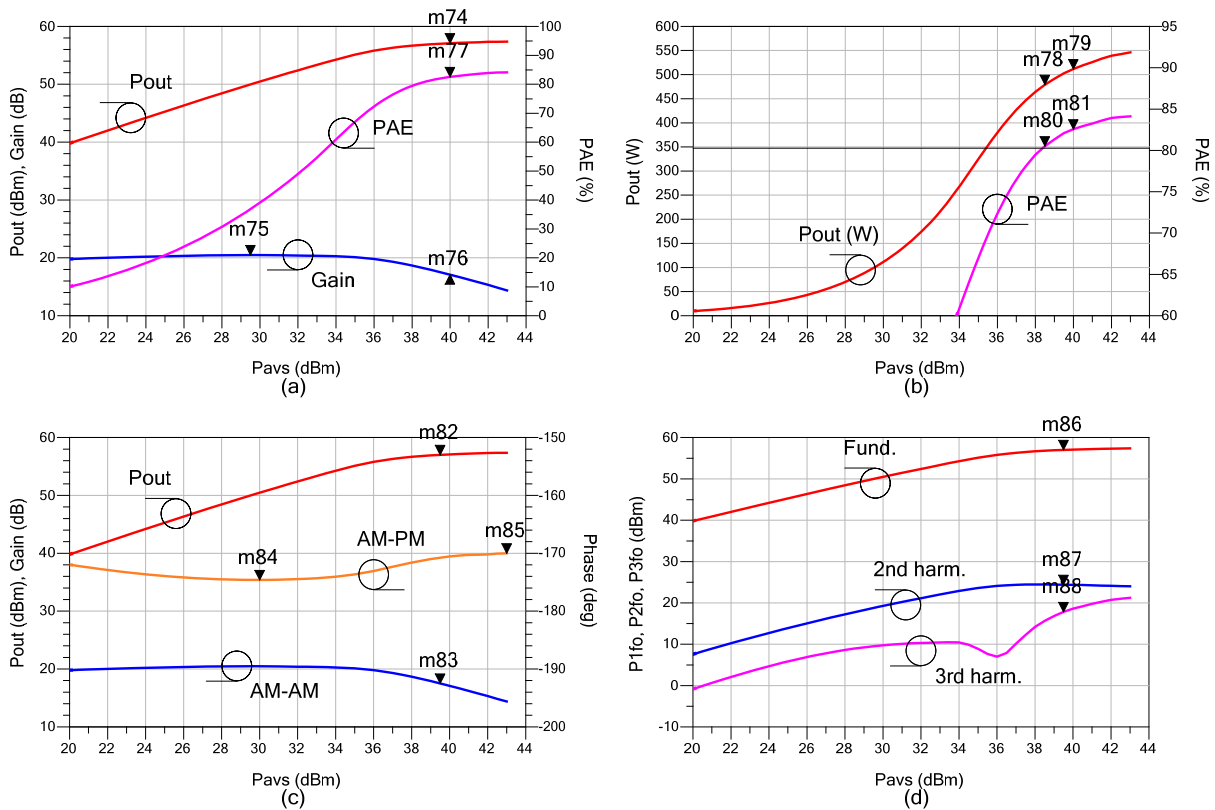 m74
m77
Pout
PAE
m75
m76
Gain
Pout (dBm), Gain (dB)
60
50
40
30
20
10
PAE (%)
100
90
80
70
60
50
40
30
20
10
0
20 22 24 26 28 30 32 34 36 38 40 42 44
Pavs (dBm)
(a)
m79
m78
m81
m80
PAE
Pout (W)
Pout (W)
600
550
500
450
400
350
300
250
200
150
100
50
0
PAE (%)
95
90
85
80
75
70
65
60
20 22 24 26 28 30 32 34 36 38 40 42 44
Pavs (dBm)
(b)
m82
Pout
AM-PM
m85
m84
m83
AM-AM
Pout (dBm), Gain (dB)
60
50
40
30
20
10
Phase (deg)
-150
-160
-170
-180
-190
-200
20 22 24 26 28 30 32 34 36 38 40 42 44
Pavs (dBm)
(c)
m86
Fund.
m87
2nd harm.
m88
3rd harm.
P1fo, P2fo, P3fo (dBm)
60
50
40
30
20
10
0
-10
20 22 24 26 28 30 32 34 36 38 40 42 44
Pavs (dBm)
(d)